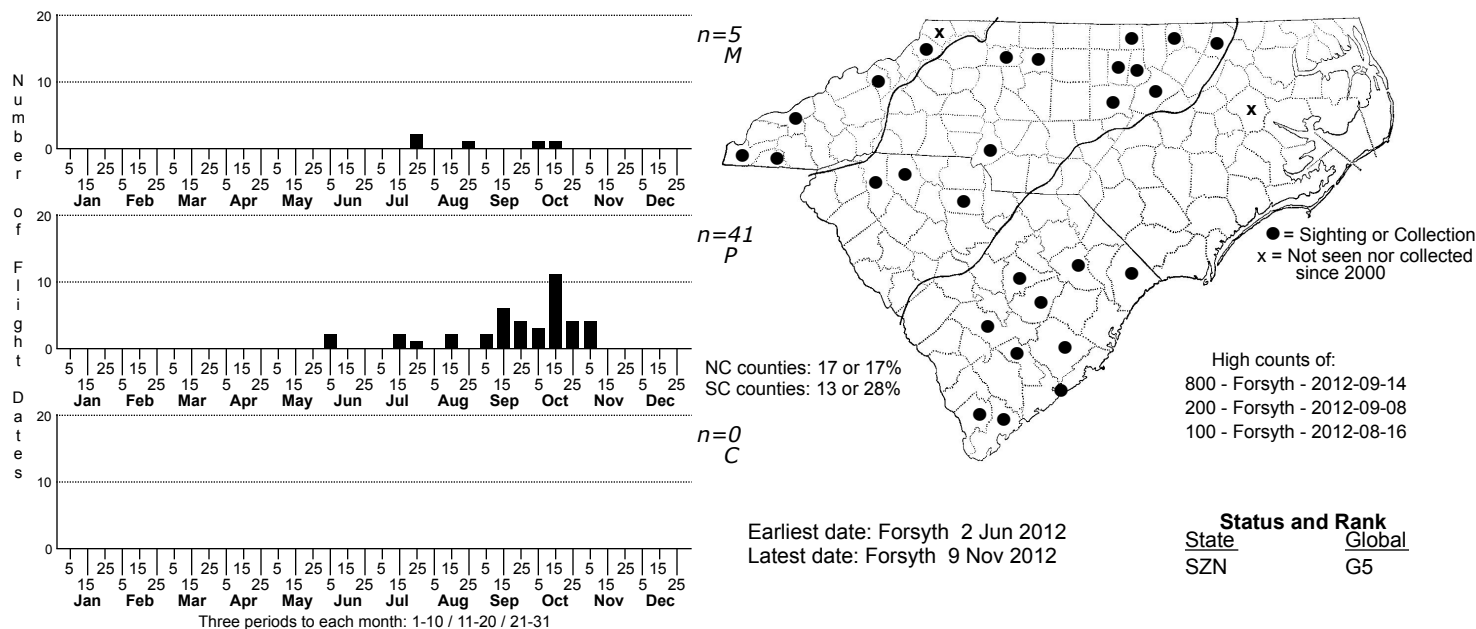 20
10
0
5 25 15 5 25 15 5 25 15 5 25 15 5 25 15 5 25 15
15 5 25 15 5 25 15 5 25 15 5 25 15 5 25 15 5 25
Jan Feb Mar Apr May Jun Jul Aug Sep Oct Nov Dec
n=5
M
20
10
0
5 25 15 5 25 15 5 25 15 5 25 15 5 25 15 5 25 15
15 5 25 15 5 25 15 5 25 15 5 25 15 5 25 15 5 25
Jan Feb Mar Apr May Jun Jul Aug Sep Oct Nov Dec
n=41
P
20
10
0
5 25 15 5 25 15 5 25 15 5 25 15 5 25 15 5 25 15
15 5 25 15 5 25 15 5 25 15 5 25 15 5 25 15 5 25
Jan Feb Mar Apr May Jun Jul Aug Sep Oct Nov Dec
n=0
C
Number of Flight Dates
Three periods to each month: 1-10 / 11-20 / 21-31
x
x
= Sighting or Collection
x = Not seen nor collected
since 2000
NC counties: 17 or 17%
SC counties: 13 or 28%
High counts of:
800 - Forsyth - 2012-09-14
200 - Forsyth - 2012-09-08
100 - Forsyth - 2012-08-16
Earliest date: Forsyth 2 Jun 2012
Latest date: Forsyth 9 Nov 2012
Status and Rank
State Global
SZN G5